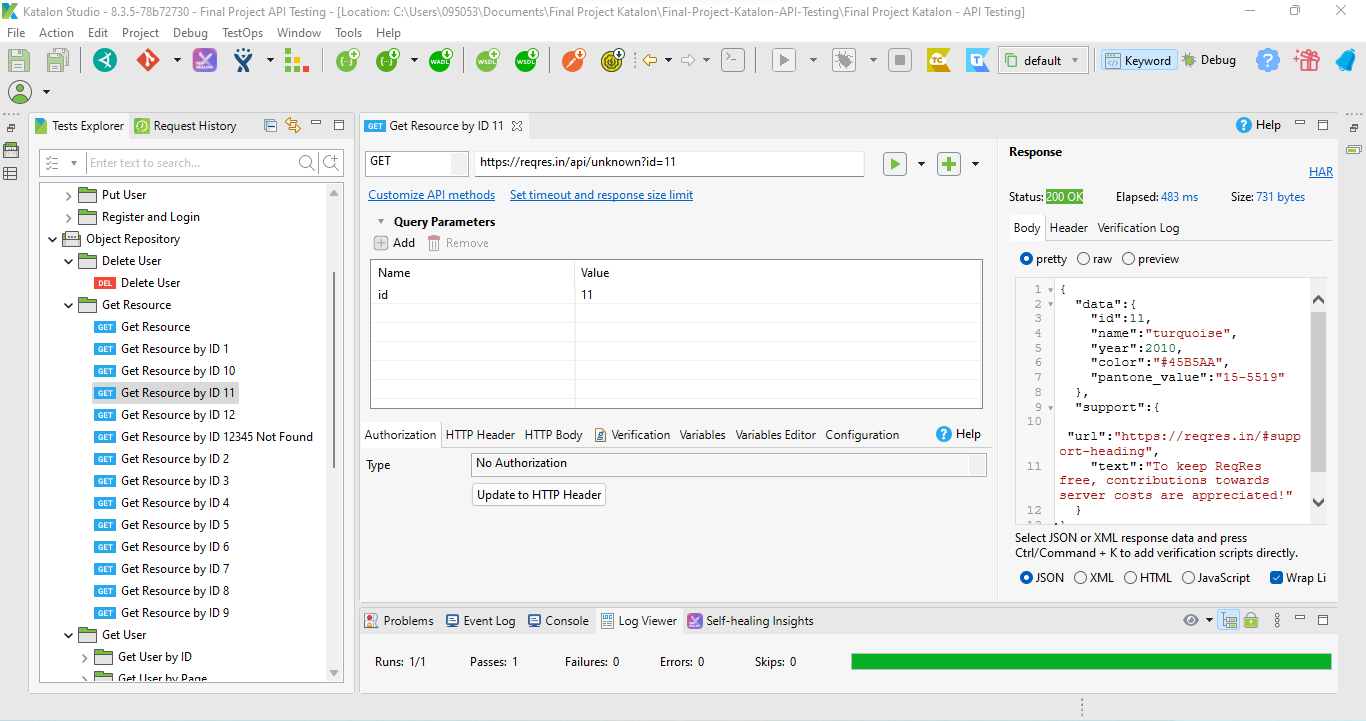 Katalon Studio - 8.3.5-78b72730 - Final Project API Testing - [Location: C:\Users\095053\Documents\Final Project Katalon\Final-Project-Katalon-API-Testing\Final Project Katalon - API Testing]
File Action Edit Project Debug TestOps Window Tools Help
WADL WSDL WSDL TC T default Keyword Debug
Tests Explorer Request History
Enter text to search...
Put User
Register and Login
Object Repository
Delete User
DEL Delete User
Get Resource
GET Get Resource
GET Get Resource by ID 1
GET Get Resource by ID 10
GET Get Resource by ID 11
GET Get Resource by ID 12
GET Get Resource by ID 12345 Not Found
GET Get Resource by ID 2
GET Get Resource by ID 3
GET Get Resource by ID 4
GET Get Resource by ID 5
GET Get Resource by ID 6
GET Get Resource by ID 7
GET Get Resource by ID 8
GET Get Resource by ID 9
Get User
Get User by ID
Get User by Page
GET Get Resource by ID 11
Help
GET https://reqres.in/api/unknown?id=11
Customize API methods Set timeout and response size limit
Query Parameters
Add Remove
Name Value
id 11
Authorization HTTP Header HTTP Body Verification Variables Variables Editor Configuration Help
Type No Authorization
Update to HTTP Header
Response
HAR
Status: 200 OK Elapsed: 483 ms Size: 731 bytes
Body Header Verification Log
pretty raw preview
1 {
2 "data":{
3 "id":11,
4 "name":"turquoise",
5 "year":2010,
6 "color":"#45B5AA",
7 "pantone_value":"15-5519"
8 },
9 "support":{
10
"url":"https://reqres.in/#supp
ort-heading",
11 "text":"To keep ReqRes
free, contributions towards
server costs are appreciated!"
12 }
13 }
Select JSON or XML response data and press
Ctrl/Command + K to add verification scripts directly.
JSON XML HTML JavaScript Wrap Li
Problems Event Log Console Log Viewer Self-healing Insights
Runs: 1/1 Passes: 1 Failures: 0 Errors: 0 Skips: 0